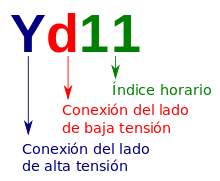 Yd11
Índice horario
Conexión del lado
de baja tensión
Conexión del lado
de alta tensión